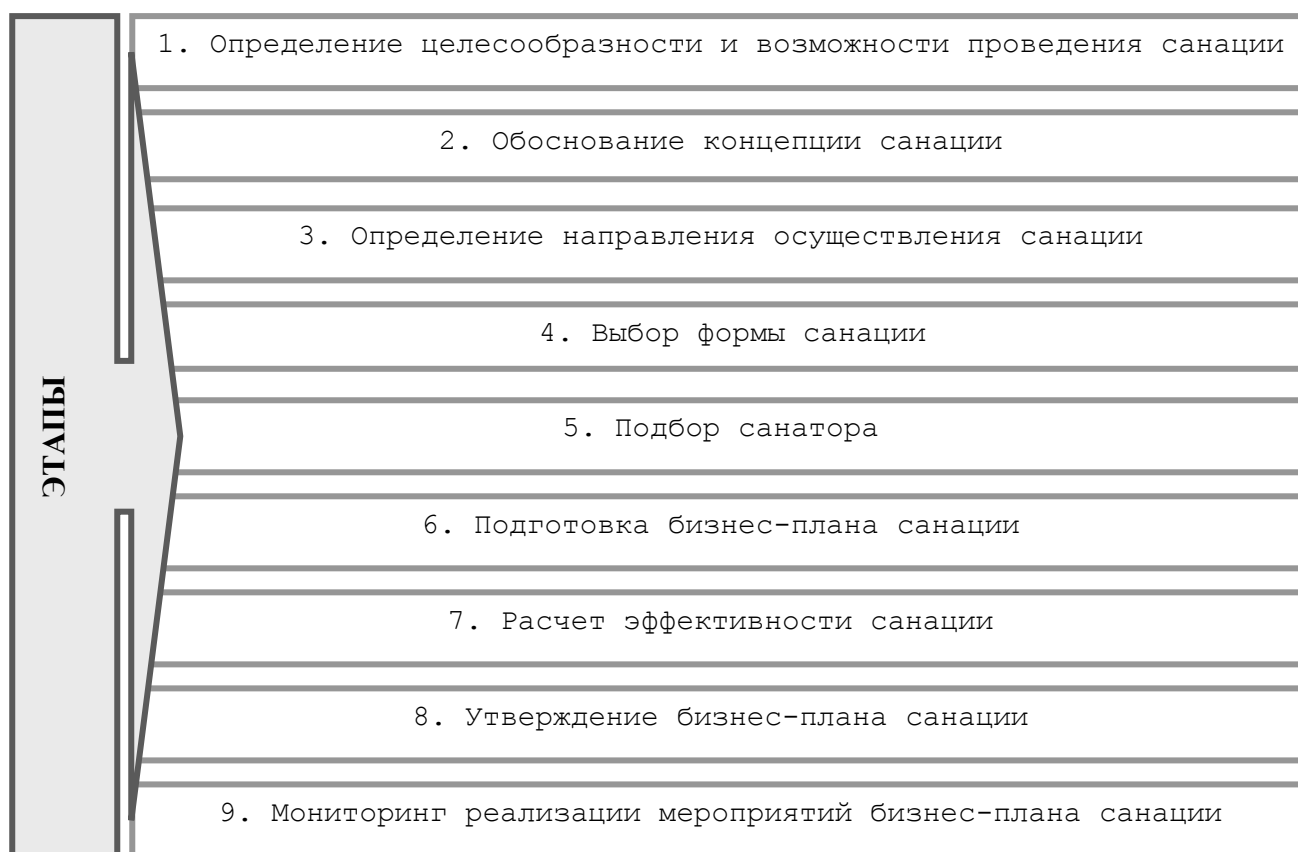 ЭТАПЫ
1. Определение целесообразности и возможности проведения санации
2. Обоснование концепции санации
3. Определение направления осуществления санации
4. Выбор формы санации
5. Подбор санатора
6. Подготовка бизнес-плана санации
7. Расчет эффективности санации
8. Утверждение бизнес-плана санации
9. Мониторинг реализации мероприятий бизнес-плана санации